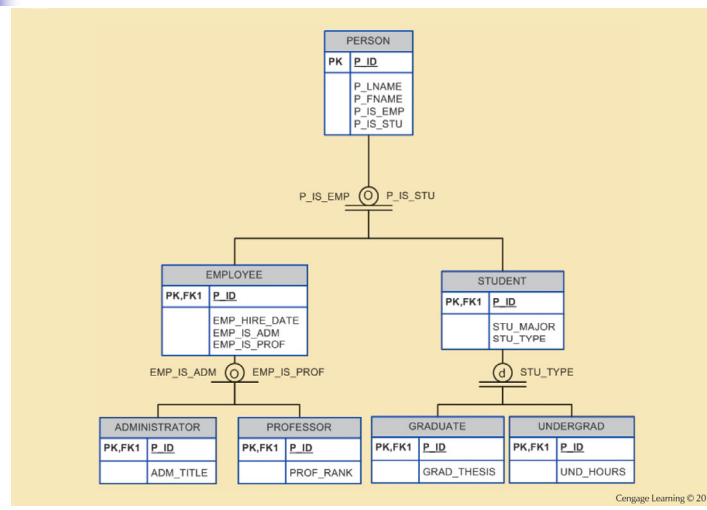 PERSON
PK P_ID
P_LNAME
P_FNAME
P_IS_EMP
P_IS_STU
P_IS_EMP O P_IS_STU
EMPLOYEE
PK,FK1 P_ID
EMP_HIRE_DATE
EMP_IS_ADM
EMP_IS_PROF
STUDENT
PK,FK1 P_ID
STU_MAJOR
STU_TYPE
EMP_IS_ADM O EMP_IS_PROF
d STU_TYPE
ADMINISTRATOR
PK,FK1 P_ID
ADM_TITLE
PROFESSOR
PK,FK1 P_ID
PROF_RANK
GRADUATE
PK,FK1 P_ID
GRAD_THESIS
UNDERGRAD
PK,FK1 P_ID
UND_HOURS
Cengage Learning © 20